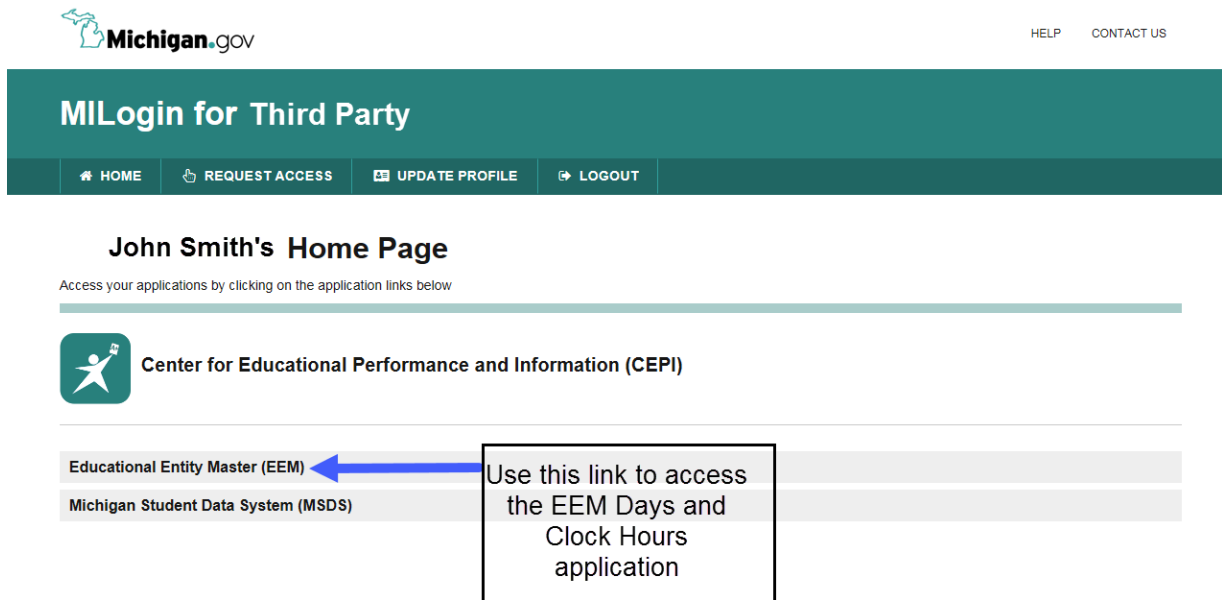 Michigan.gov
HELP CONTACT US
MILogin for Third Party
HOME REQUEST ACCESS UPDATE PROFILE LOGOUT
John Smith's Home Page
Access your applications by clicking on the application links below
Center for Educational Performance and Information (CEPI)
Educational Entity Master (EEM)
Michigan Student Data System (MSDS)
Use this link to access
the EEM Days and
Clock Hours
application